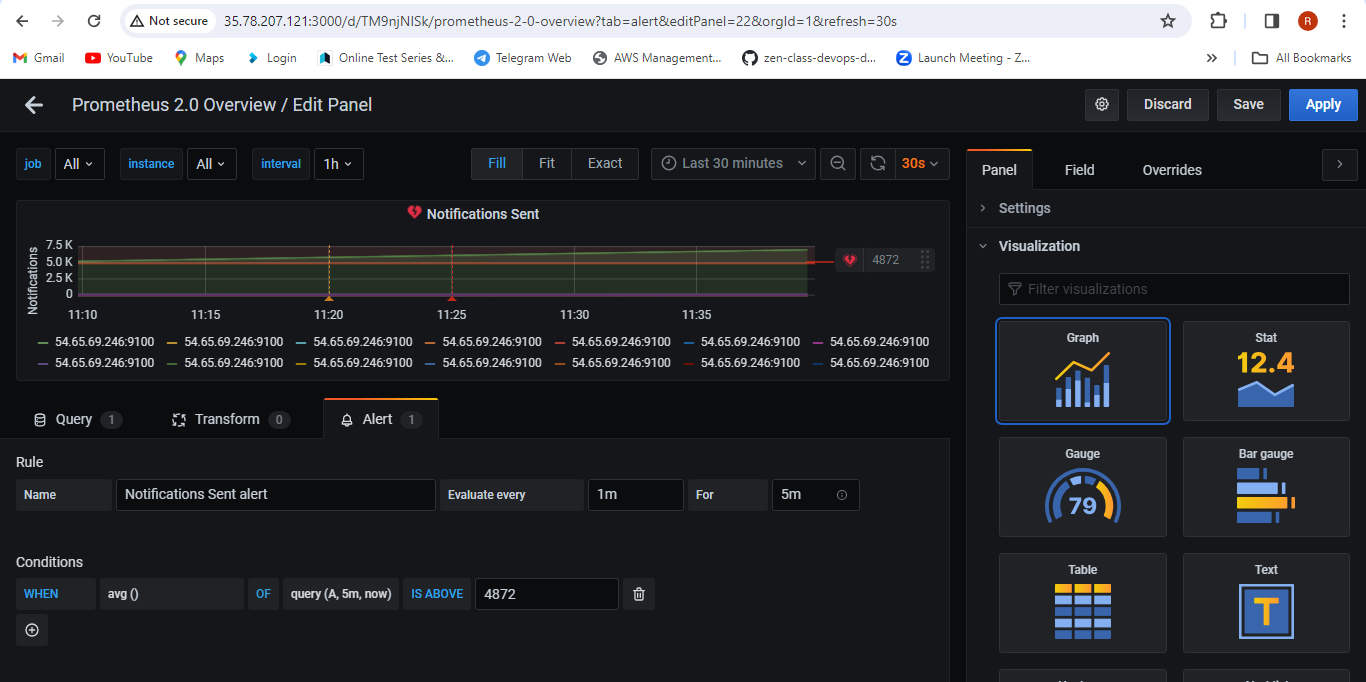 Not secure 35.78.207.121:3000/d/TM9njNISk/prometheus-2-0-overview?tab=alert&editPanel=22&orgId=1&refresh=30s R
Gmail YouTube Maps Login Online Test Series &... Telegram Web AWS Management... zen-class-devops-d... Launch Meeting - Z... All Bookmarks
Prometheus 2.0 Overview / Edit Panel Discard Save Apply
job All instance All interval 1h Fill Fit Exact Last 30 minutes 30s
Panel Field Overrides
Settings
Visualization
Filter visualizations
Notifications Sent
Notifications
7.5 K
5.0 K
2.5 K
0
4872
11:10 11:15 11:20 11:25 11:30 11:35
54.65.69.246:9100 54.65.69.246:9100 54.65.69.246:9100 54.65.69.246:9100 54.65.69.246:9100 54.65.69.246:9100 54.65.69.246:9100
54.65.69.246:9100 54.65.69.246:9100 54.65.69.246:9100 54.65.69.246:9100 54.65.69.246:9100 54.65.69.246:9100 54.65.69.246:9100
Query 1 Transform 0 Alert 1
Rule
Name Notifications Sent alert Evaluate every 1m For 5m
Conditions
WHEN avg () OF query (A, 5m, now) IS ABOVE 4872
Graph Stat
12.4
Gauge Bar gauge
79
Table Text
T